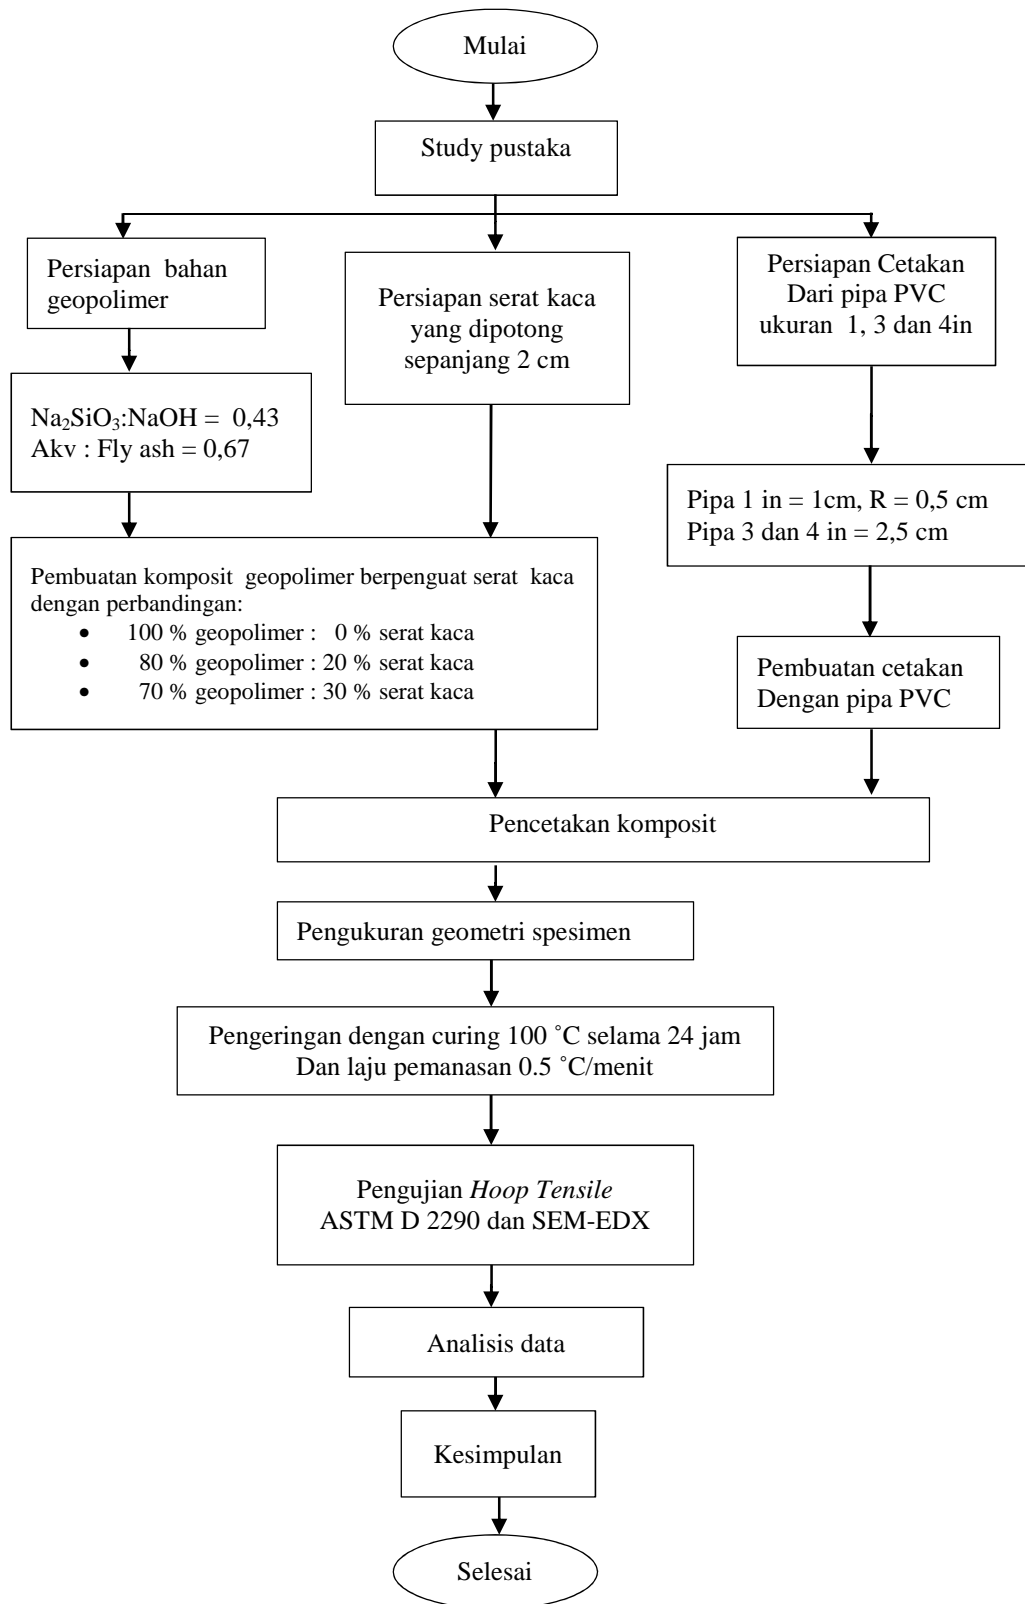 Mulai
Study pustaka
Persiapan bahan
geopolimer
Persiapan serat kaca
yang dipotong
sepanjang 2 cm
Persiapan Cetakan
Dari pipa PVC
ukuran 1, 3 dan 4in
Na₂SiO₃:NaOH = 0,43
Akv : Fly ash = 0,67
Pipa 1 in = 1cm, R = 0,5 cm
Pipa 3 dan 4 in = 2,5 cm
Pembuatan komposit geopolimer berpenguat serat kaca
dengan perbandingan:
• 100 % geopolimer : 0 % serat kaca
• 80 % geopolimer : 20 % serat kaca
• 70 % geopolimer : 30 % serat kaca
Pembuatan cetakan
Dengan pipa PVC
Pencetakan komposit
Pengukuran geometri spesimen
Pengeringan dengan curing 100 ˚C selama 24 jam
Dan laju pemanasan 0.5 ˚C/menit
Pengujian Hoop Tensile
ASTM D 2290 dan SEM-EDX
Analisis data
Kesimpulan
Selesai